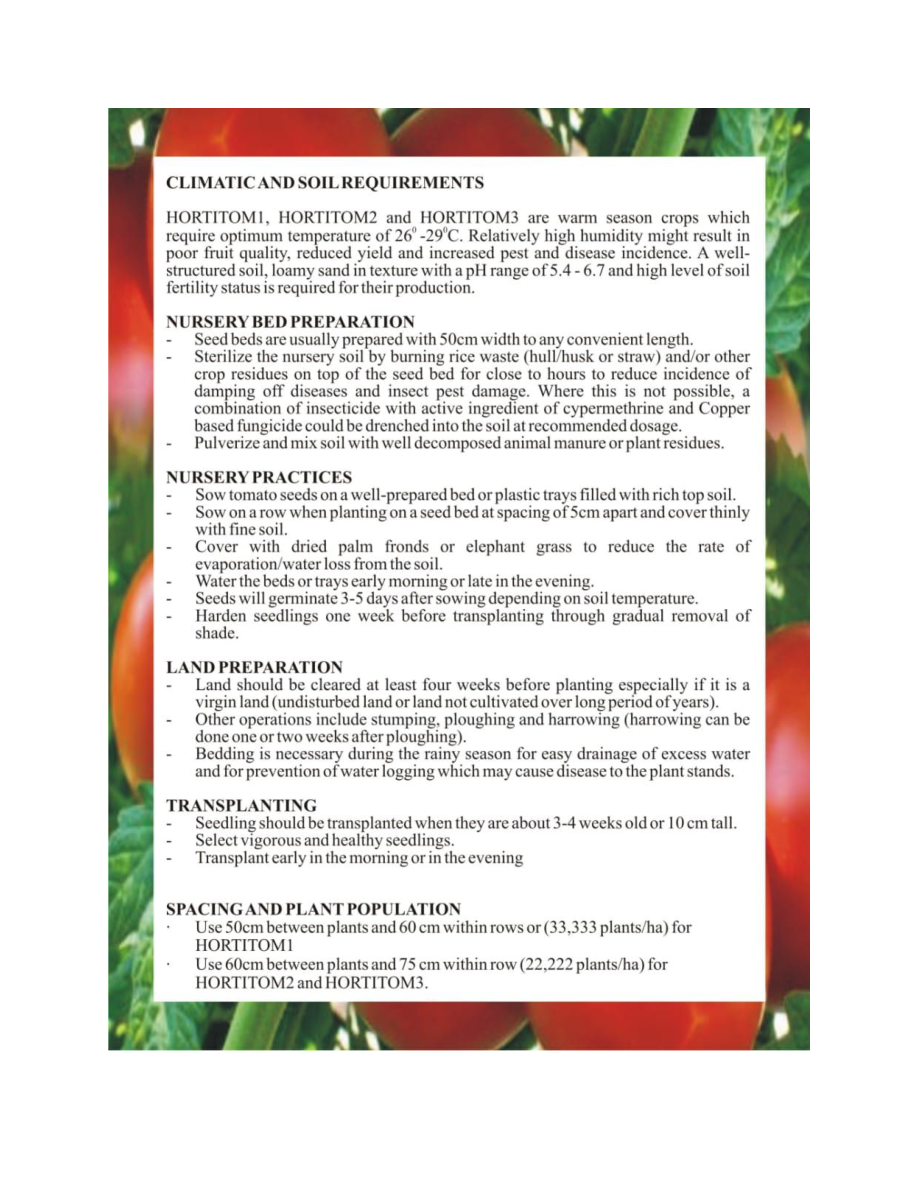 CLIMATIC AND SOIL REQUIREMENTS
HORTITOM1, HORTITOM2 and HORTITOM3 are warm season crops which
require optimum temperature of 26⁰ -29⁰C. Relatively high humidity might result in
poor fruit quality, reduced yield and increased pest and disease incidence. A well-
structured soil, loamy sand in texture with a pH range of 5.4 - 6.7 and high level of soil
fertility status is required for their production.
NURSERY BED PREPARATION
- Seed beds are usually prepared with 50cm width to any convenient length.
- Sterilize the nursery soil by burning rice waste (hull/husk or straw) and/or other
crop residues on top of the seed bed for close to hours to reduce incidence of
damping off diseases and insect pest damage. Where this is not possible, a
combination of insecticide with active ingredient of cypermethrine and Copper
based fungicide could be drenched into the soil at recommended dosage.
- Pulverize and mix soil with well decomposed animal manure or plant residues.
NURSERY PRACTICES
- Sow tomato seeds on a well-prepared bed or plastic trays filled with rich top soil.
- Sow on a row when planting on a seed bed at spacing of 5cm apart and cover thinly
with fine soil.
- Cover with dried palm fronds or elephant grass to reduce the rate of
evaporation/water loss from the soil.
- Water the beds or trays early morning or late in the evening.
- Seeds will germinate 3-5 days after sowing depending on soil temperature.
- Harden seedlings one week before transplanting through gradual removal of
shade.
LAND PREPARATION
- Land should be cleared at least four weeks before planting especially if it is a
virgin land (undisturbed land or land not cultivated over long period of years).
- Other operations include stumping, ploughing and harrowing (harrowing can be
done one or two weeks after ploughing).
- Bedding is necessary during the rainy season for easy drainage of excess water
and for prevention of water logging which may cause disease to the plant stands.
TRANSPLANTING
- Seedling should be transplanted when they are about 3-4 weeks old or 10 cm tall.
- Select vigorous and healthy seedlings.
- Transplant early in the morning or in the evening
SPACING AND PLANT POPULATION
· Use 50cm between plants and 60 cm within rows or (33,333 plants/ha) for
HORTITOM1
· Use 60cm between plants and 75 cm within row (22,222 plants/ha) for
HORTITOM2 and HORTITOM3.